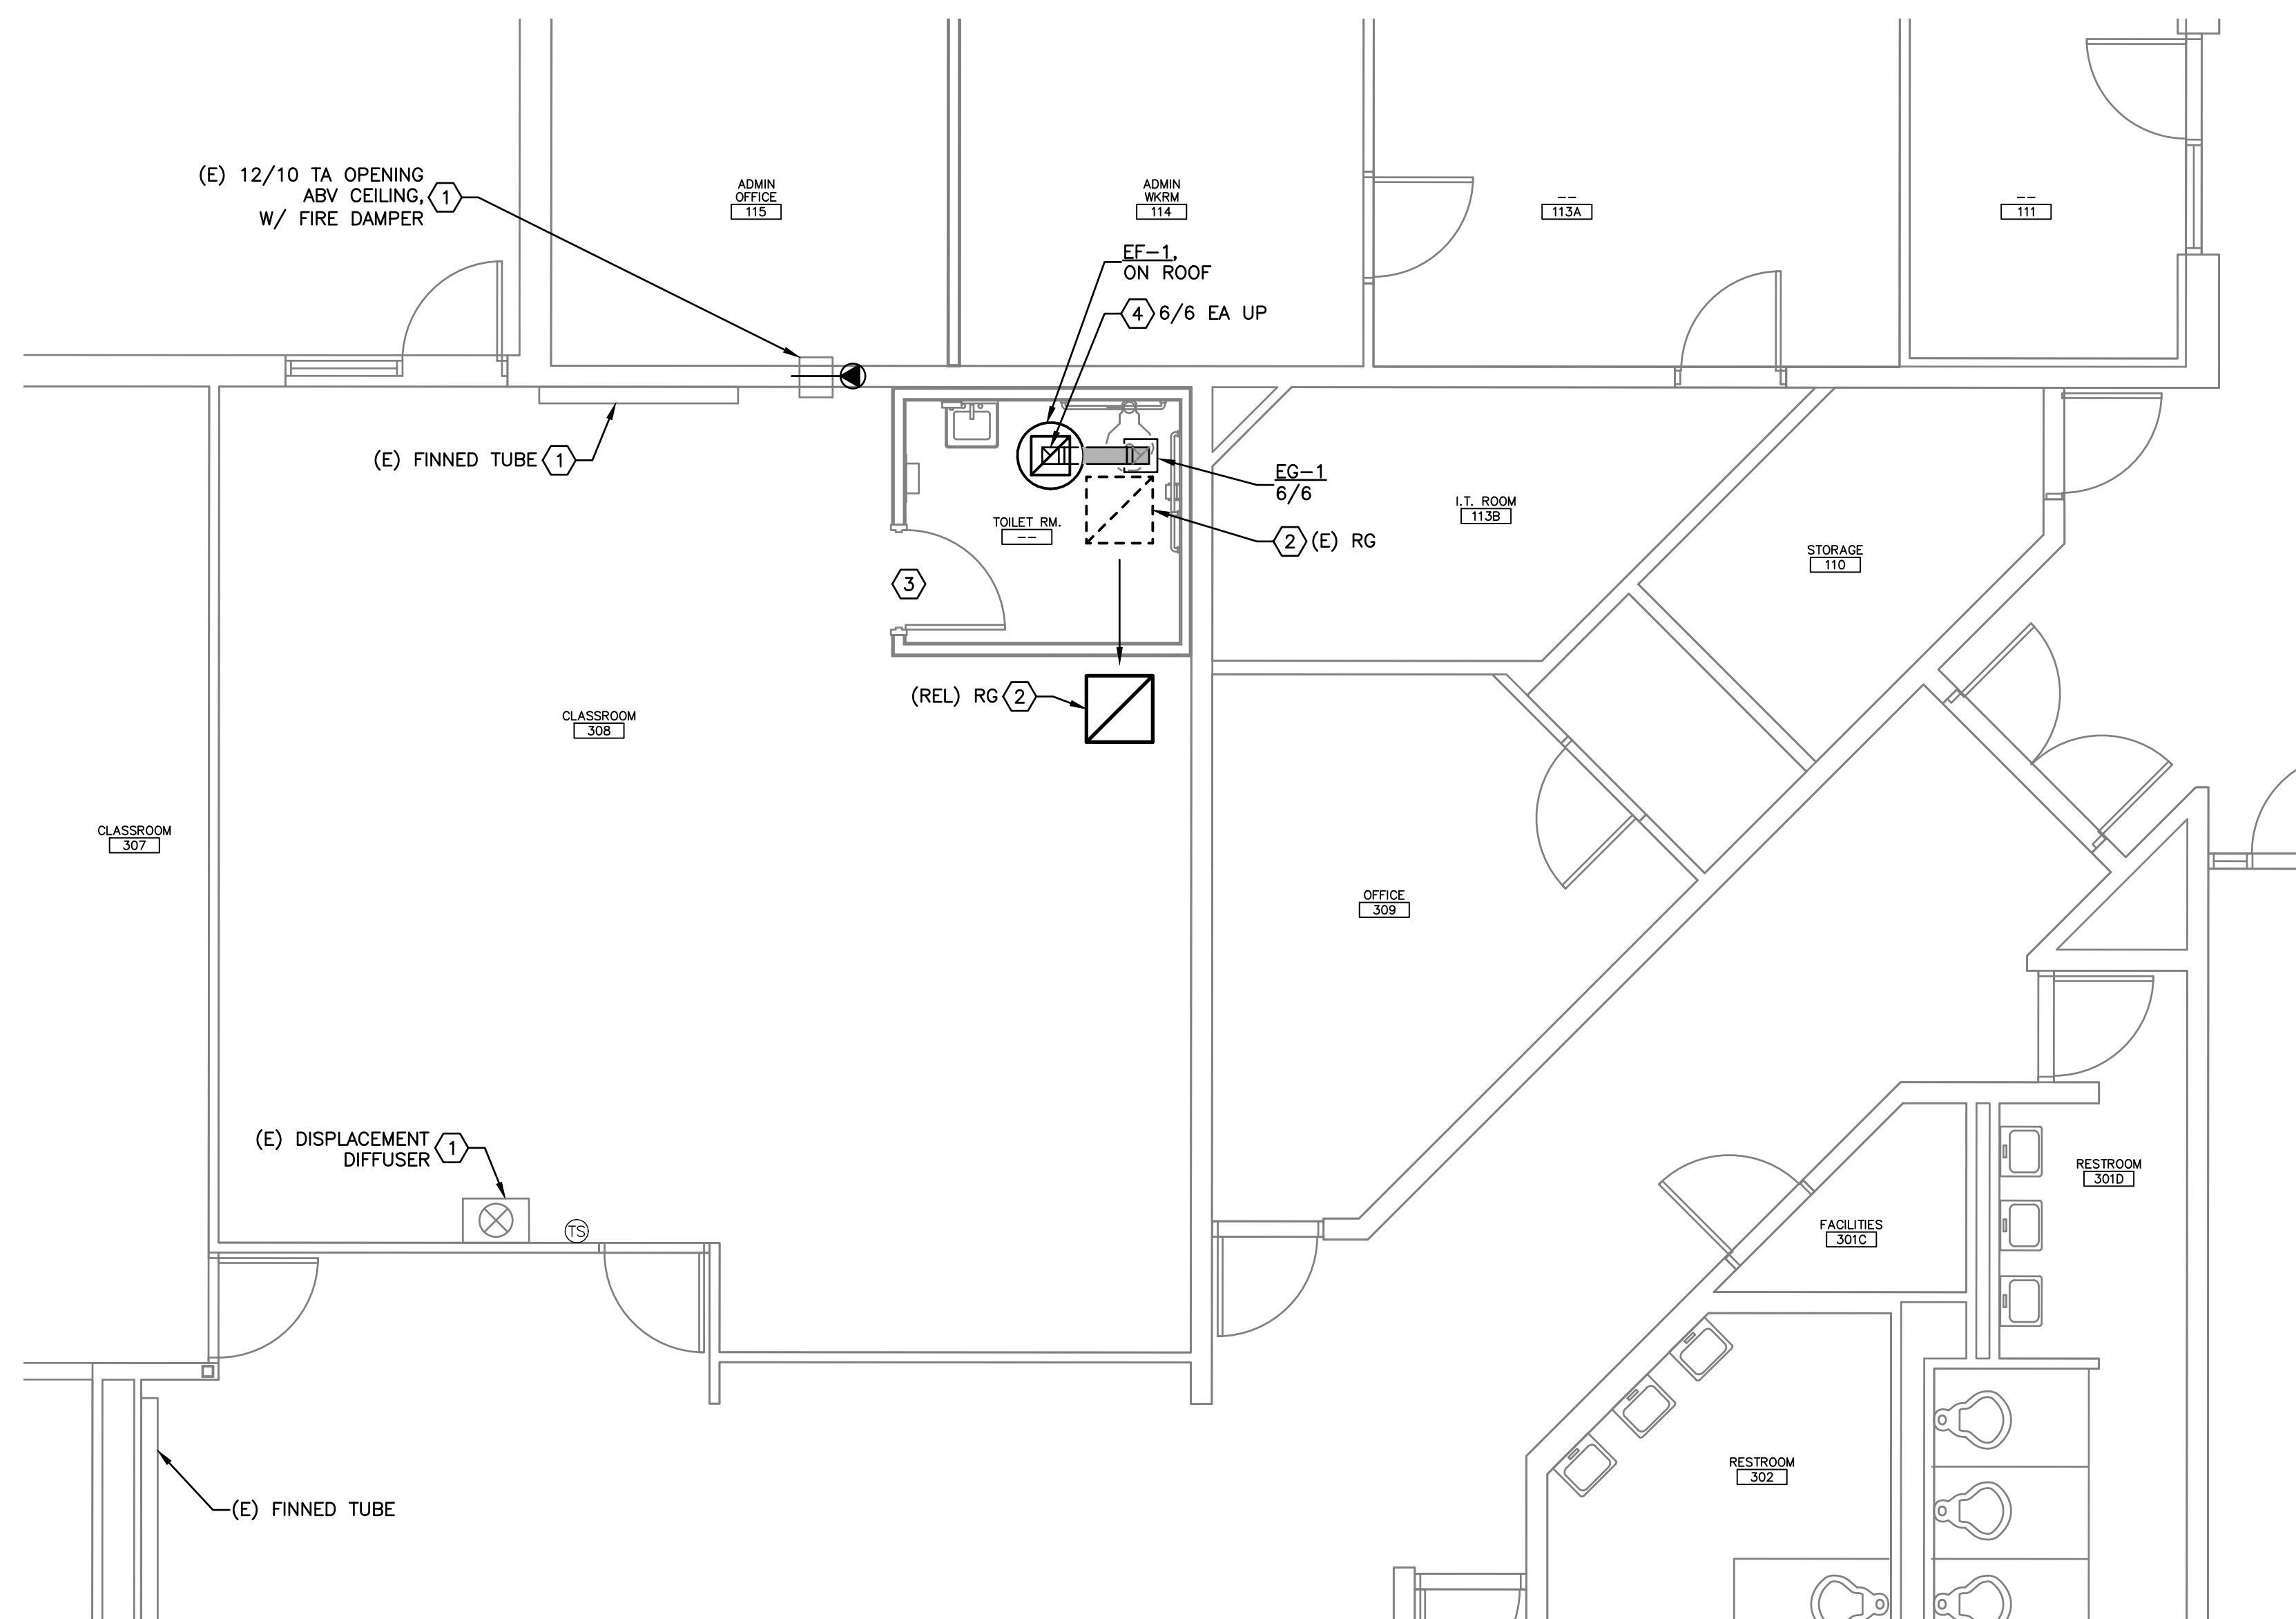 (E) 12/10 TA OPENING
ABV CEILING,
W/ FIRE DAMPER
1
ADMIN
OFFICE
115
ADMIN
WKRM
114
--
113A
--
111
EF-1,
ON ROOF
4 6/6 EA UP
(E) FINNED TUBE 1
EG-1
6/6
2 (E) RG
TOILET RM.
--
3
I.T. ROOM
113B
STORAGE
110
(REL) RG 2
CLASSROOM
308
CLASSROOM
307
OFFICE
309
(E) DISPLACEMENT
DIFFUSER
1
TS
RESTROOM
301D
FACILITIES
301C
RESTROOM
302
(E) FINNED TUBE